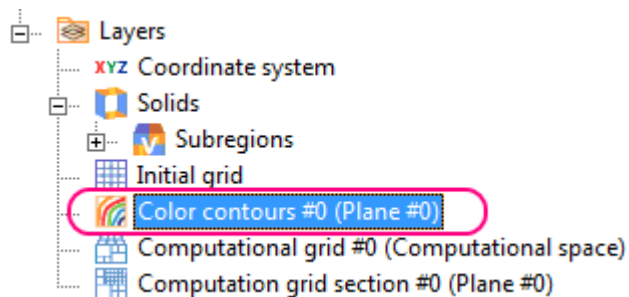 Layers
XYZ Coordinate system
Solids
V Subregions
Initial grid
Color contours #0 (Plane #0)
Computational grid #0 (Computational space)
Computation grid section #0 (Plane #0)